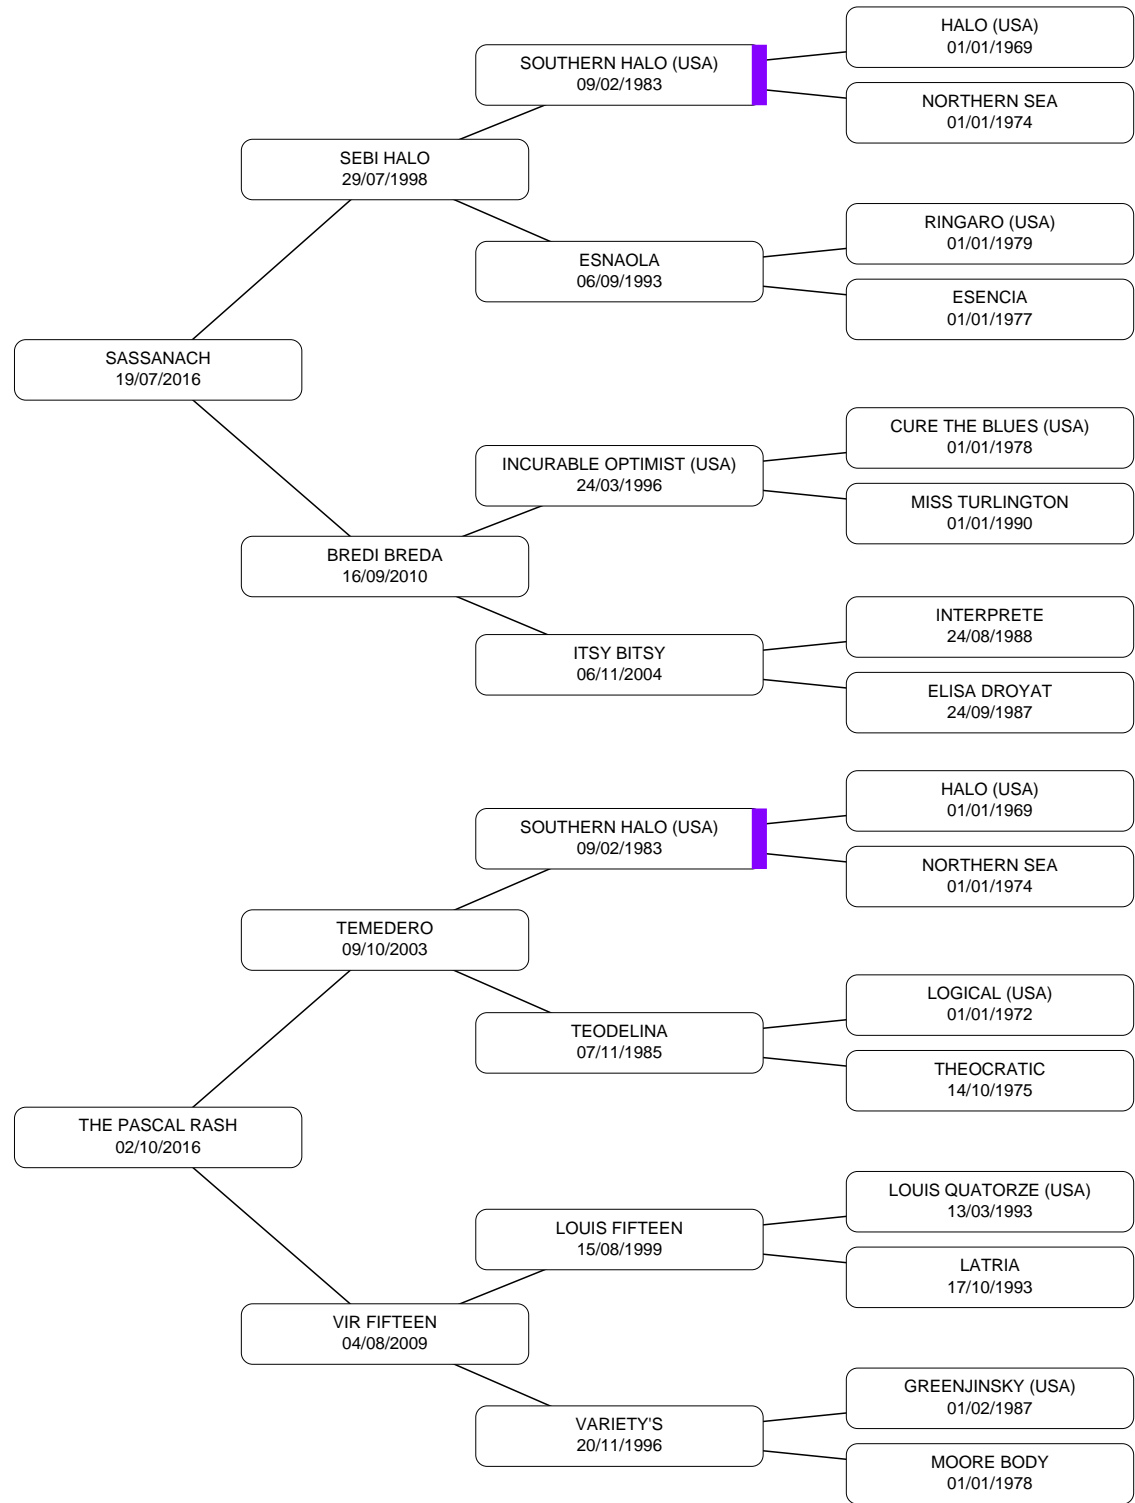 HALO (USA)
01/01/1969
SOUTHERN HALO (USA)
09/02/1983
NORTHERN SEA
01/01/1974
SEBI HALO
29/07/1998
RINGARO (USA)
01/01/1979
ESNAOLA
06/09/1993
ESENCIA
01/01/1977
SASSANACH
19/07/2016
CURE THE BLUES (USA)
01/01/1978
INCURABLE OPTIMIST (USA)
24/03/1996
MISS TURLINGTON
01/01/1990
BREDI BREDA
16/09/2010
INTERPRETE
24/08/1988
ITSY BITSY
06/11/2004
ELISA DROYAT
24/09/1987
HALO (USA)
01/01/1969
SOUTHERN HALO (USA)
09/02/1983
NORTHERN SEA
01/01/1974
TEMEDERO
09/10/2003
LOGICAL (USA)
01/01/1972
TEODELINA
07/11/1985
THEOCRATIC
14/10/1975
THE PASCAL RASH
02/10/2016
LOUIS QUATORZE (USA)
13/03/1993
LOUIS FIFTEEN
15/08/1999
LATRIA
17/10/1993
VIR FIFTEEN
04/08/2009
GREENJINSKY (USA)
01/02/1987
VARIETY'S
20/11/1996
MOORE BODY
01/01/1978